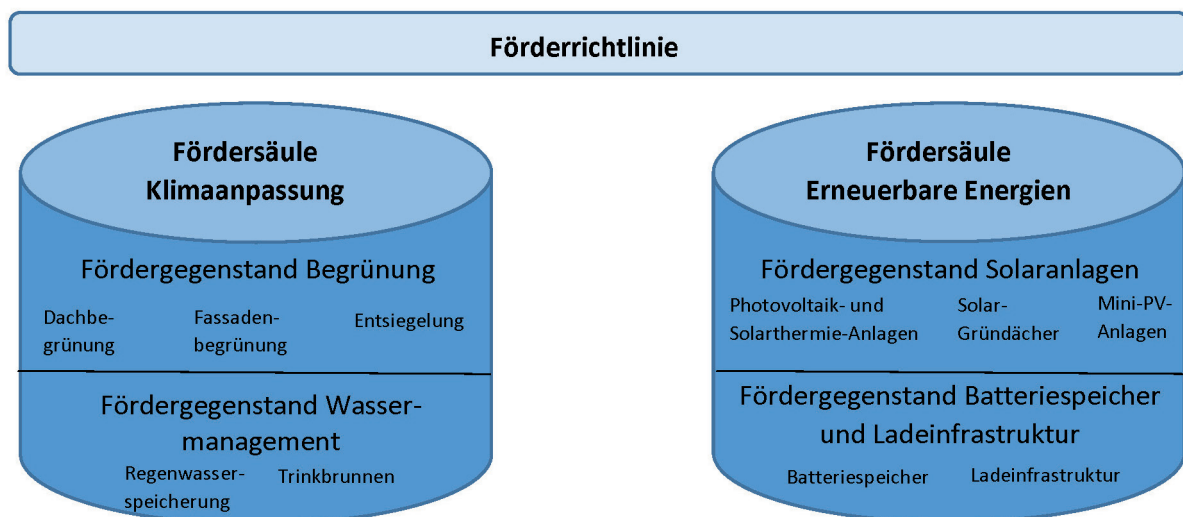 Förderrichtlinie
Fördersäule
Klimaanpassung
Fördergegenstand Begrünung
Dachbe-
grünung
Fassaden-
begrünung
Entsiegelung
Fördergegenstand Wasser-
management
Regenwasser-
speicherung
Trinkbrunnen
Fördersäule
Erneuerbare Energien
Fördergegenstand Solaranlagen
Photovoltaik- und
Solarthermie-Anlagen
Solar-
Gründächer
Mini-PV-
Anlagen
Fördergegenstand Batteriespeicher
und Ladeinfrastruktur
Batteriespeicher
Ladeinfrastruktur